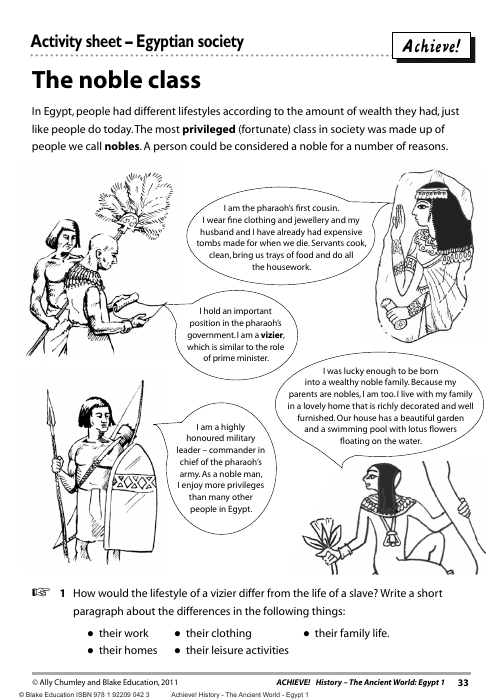 Activity sheet – Egyptian society
Achieve!
The noble class
In Egypt, people had different lifestyles according to the amount of wealth they had, just
like people do today. The most privileged (fortunate) class in society was made up of
people we call nobles. A person could be considered a noble for a number of reasons.
I am the pharaoh's first cousin.
I wear fine clothing and jewellery and my
husband and I have already had expensive
tombs made for when we die. Servants cook,
clean, bring us trays of food and do all
the housework.
I hold an important
position in the pharaoh's
government. I am a vizier,
which is similar to the role
of prime minister.
I was lucky enough to be born
into a wealthy noble family. Because my
parents are nobles, I am too. I live with my family
in a lovely home that is richly decorated and well
furnished. Our house has a beautiful garden
and a swimming pool with lotus flowers
floating on the water.
I am a highly
honoured military
leader – commander in
chief of the pharaoh's
army. As a noble man,
I enjoy more privileges
than many other
people in Egypt.
1 How would the lifestyle of a vizier differ from the life of a slave? Write a short
paragraph about the differences in the following things:
• their work • their clothing • their family life.
• their homes • their leisure activities
© Ally Chumley and Blake Education, 2011 ACHIEVE! History – The Ancient World: Egypt 1 33
© Blake Education ISBN 978 1 92209 042 3 Achieve! History - The Ancient World - Egypt 1